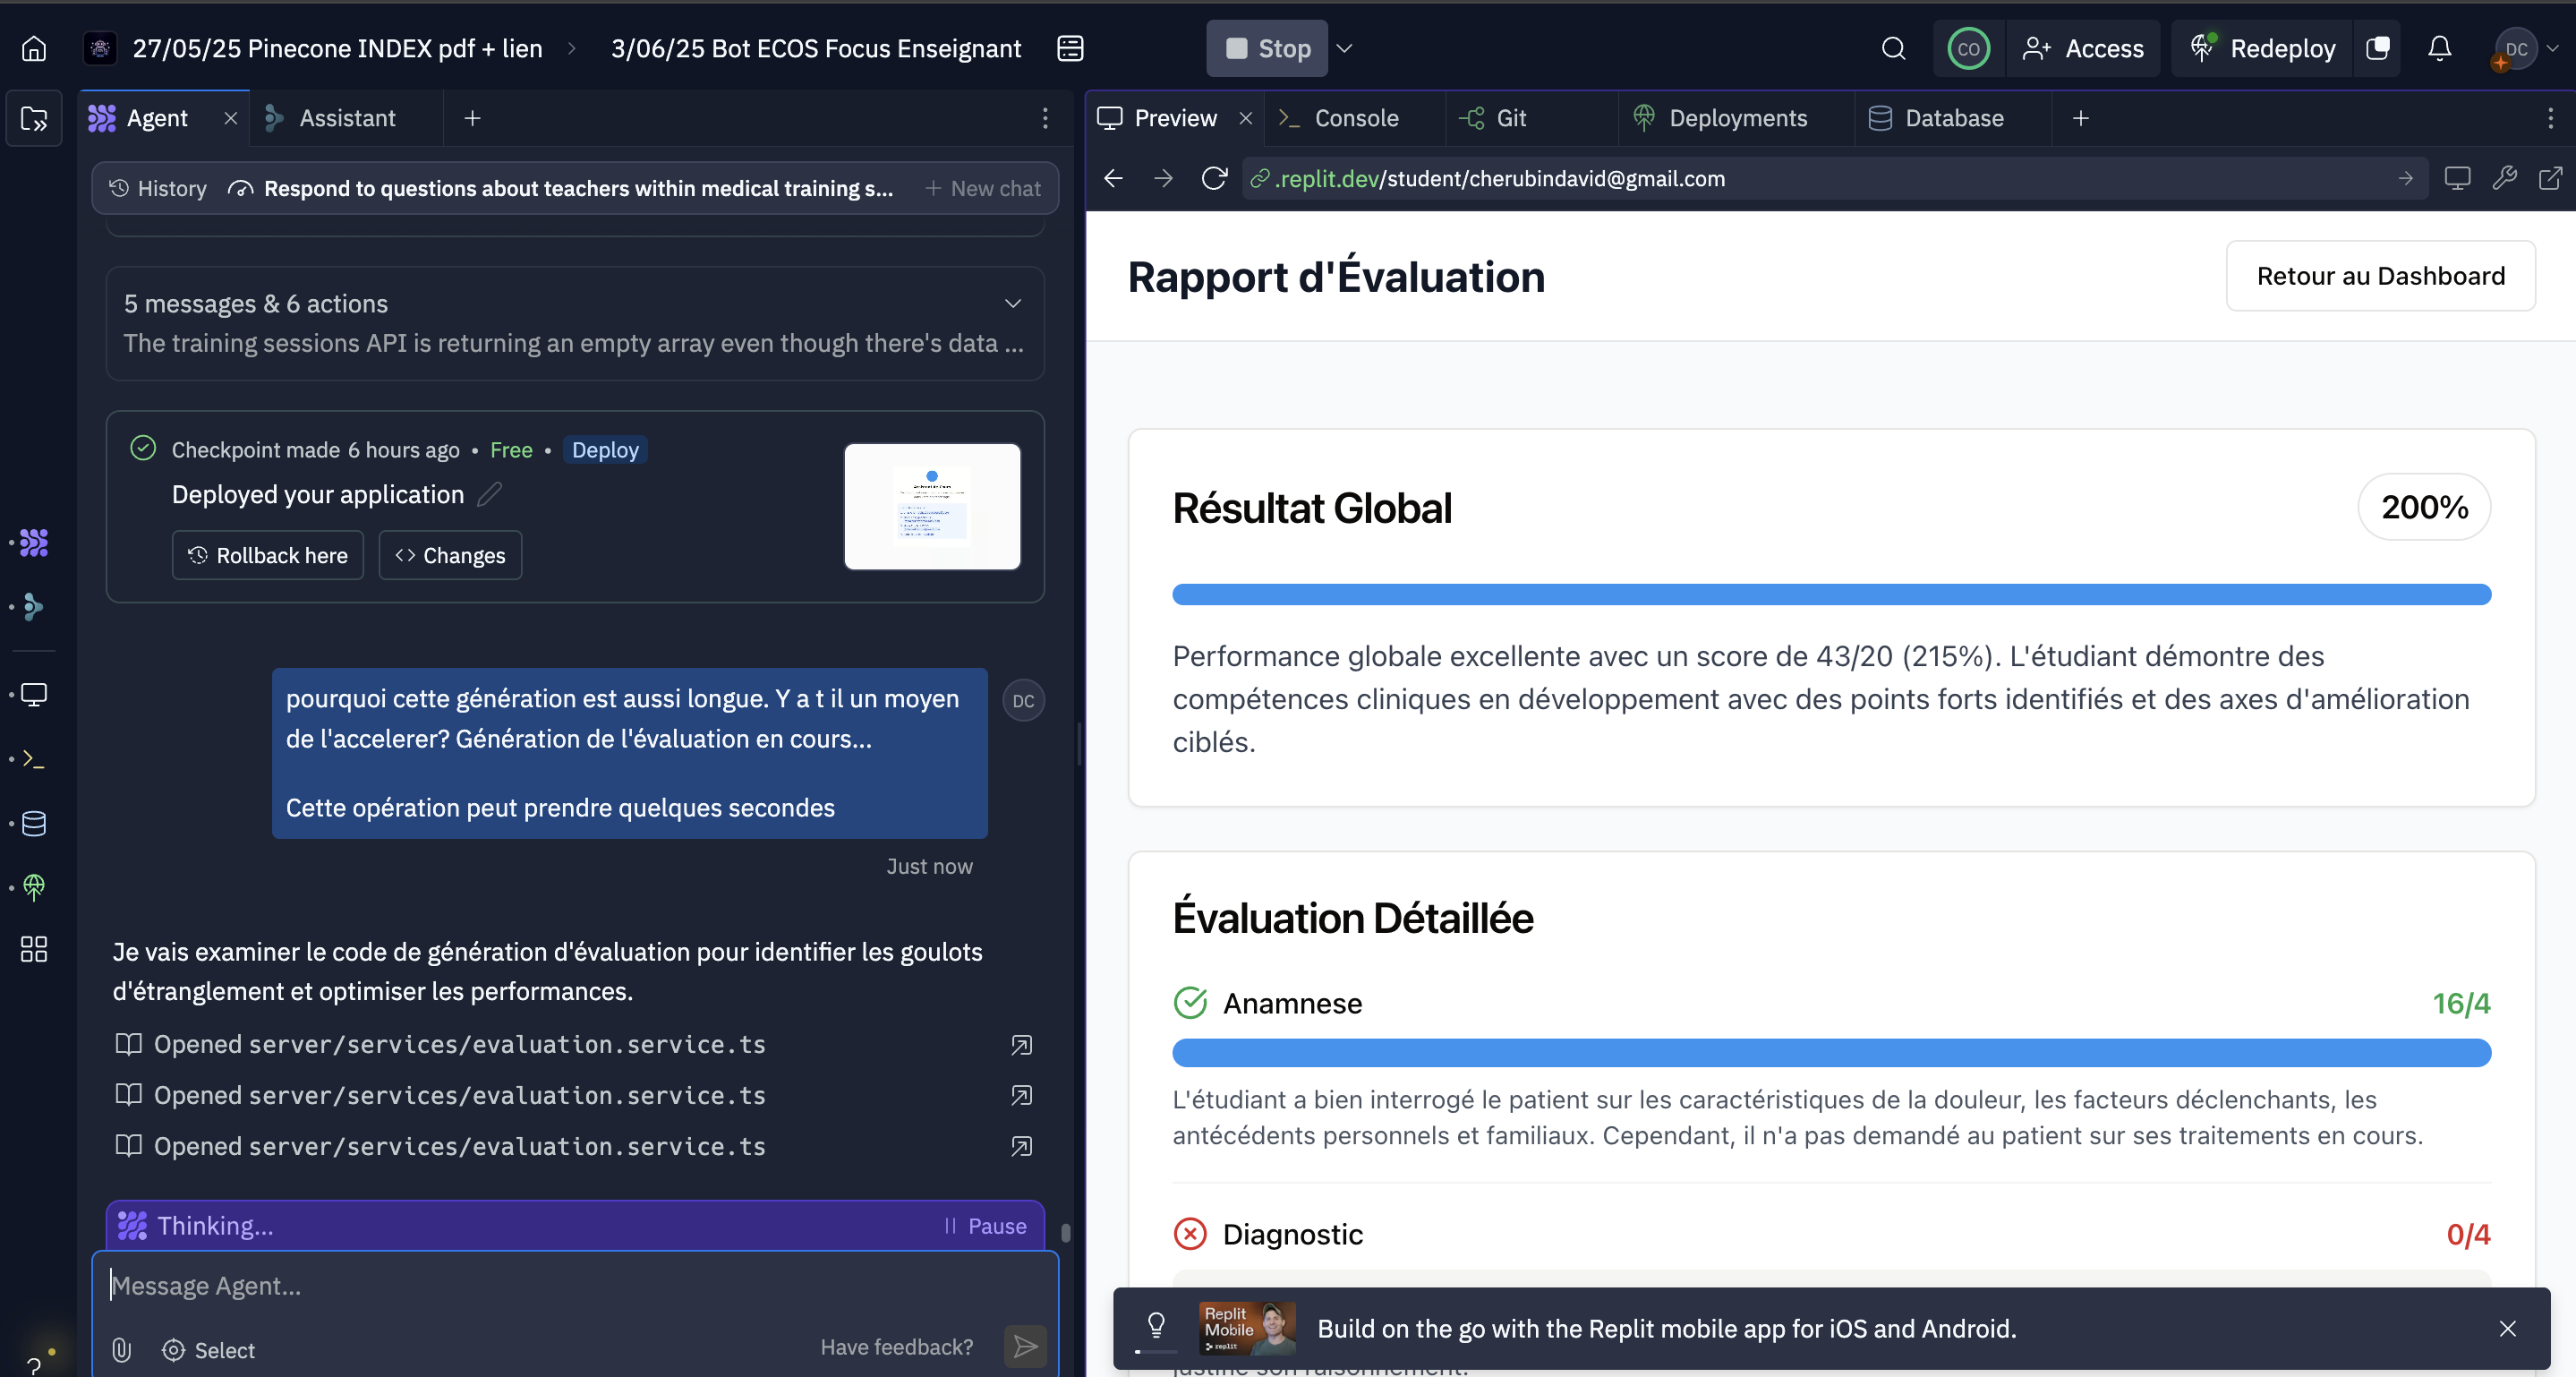 27/05/25 Pinecone INDEX pdf + lien
3/06/25 Bot ECOS Focus Enseignant
Stop
CO
Access
Redeploy
DC
Agent
Assistant
History
Respond to questions about teachers within medical training s...
New chat
5 messages & 6 actions
The training sessions API is returning an empty array even though there's data ...
Checkpoint made 6 hours ago • Free • Deploy
Deployed your application
Rollback here
Changes
pourquoi cette génération est aussi longue. Y a t il un moyen
de l'accelerer? Génération de l'évaluation en cours...
Cette opération peut prendre quelques secondes
DC
Just now
Je vais examiner le code de génération d'évaluation pour identifier les goulots
d'étranglement et optimiser les performances.
Opened server/services/evaluation.service.ts
Opened server/services/evaluation.service.ts
Opened server/services/evaluation.service.ts
Thinking...
Pause
Message Agent...
Select
Have feedback?
Preview
Console
Git
Deployments
Database
.replit.dev/student/cherubindavid@gmail.com
Rapport d'Évaluation
Retour au Dashboard
Résultat Global
200%
Performance globale excellente avec un score de 43/20 (215%). L'étudiant démontre des
compétences cliniques en développement avec des points forts identifiés et des axes d'amélioration
ciblés.
Évaluation Détaillée
Anamnese
16/4
L'étudiant a bien interrogé le patient sur les caractéristiques de la douleur, les facteurs déclenchants, les
antécédents personnels et familiaux. Cependant, il n'a pas demandé au patient sur ses traitements en cours.
Diagnostic
0/4
Replit
Mobile
replit
Build on the go with the Replit mobile app for iOS and Android.
justifie son raisonnement.